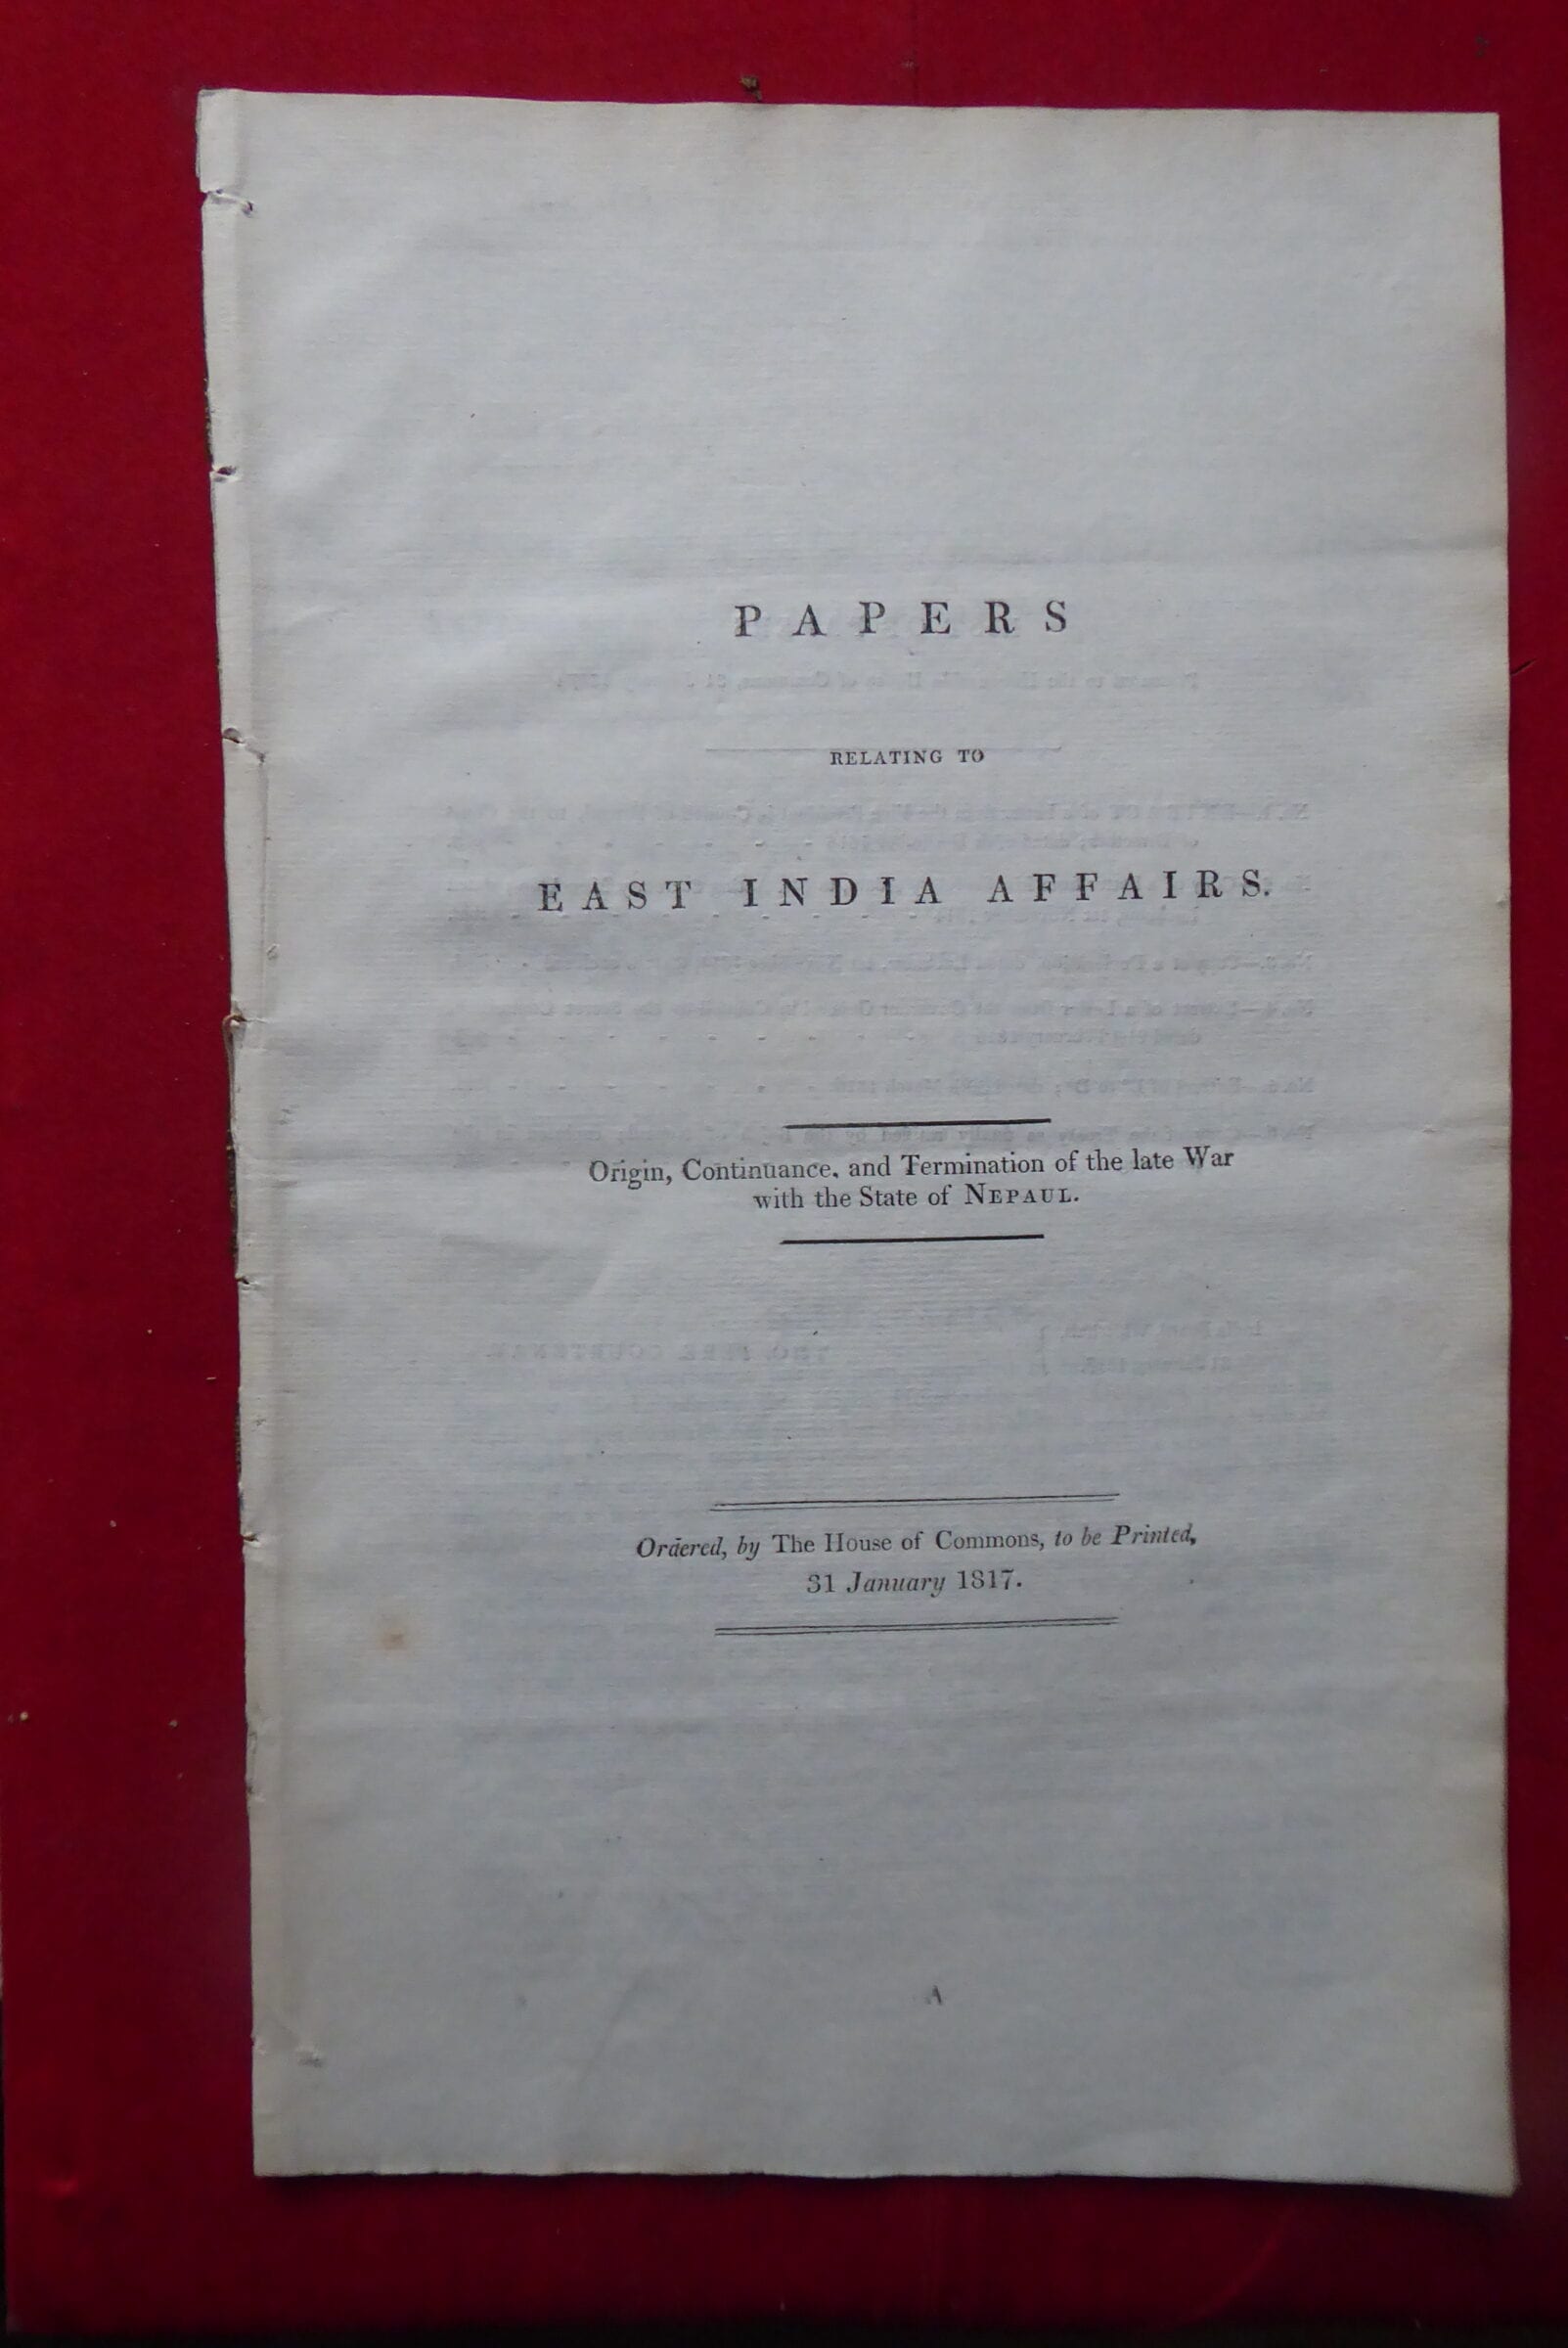 PAPERS
RELATING TO
EAST INDIA AFFAIRS.
Origin, Continuance, and Termination of the late War
with the State of NEPAUL.
Ordered, by The House of Commons, to be Printed,
31 January 1817.
A